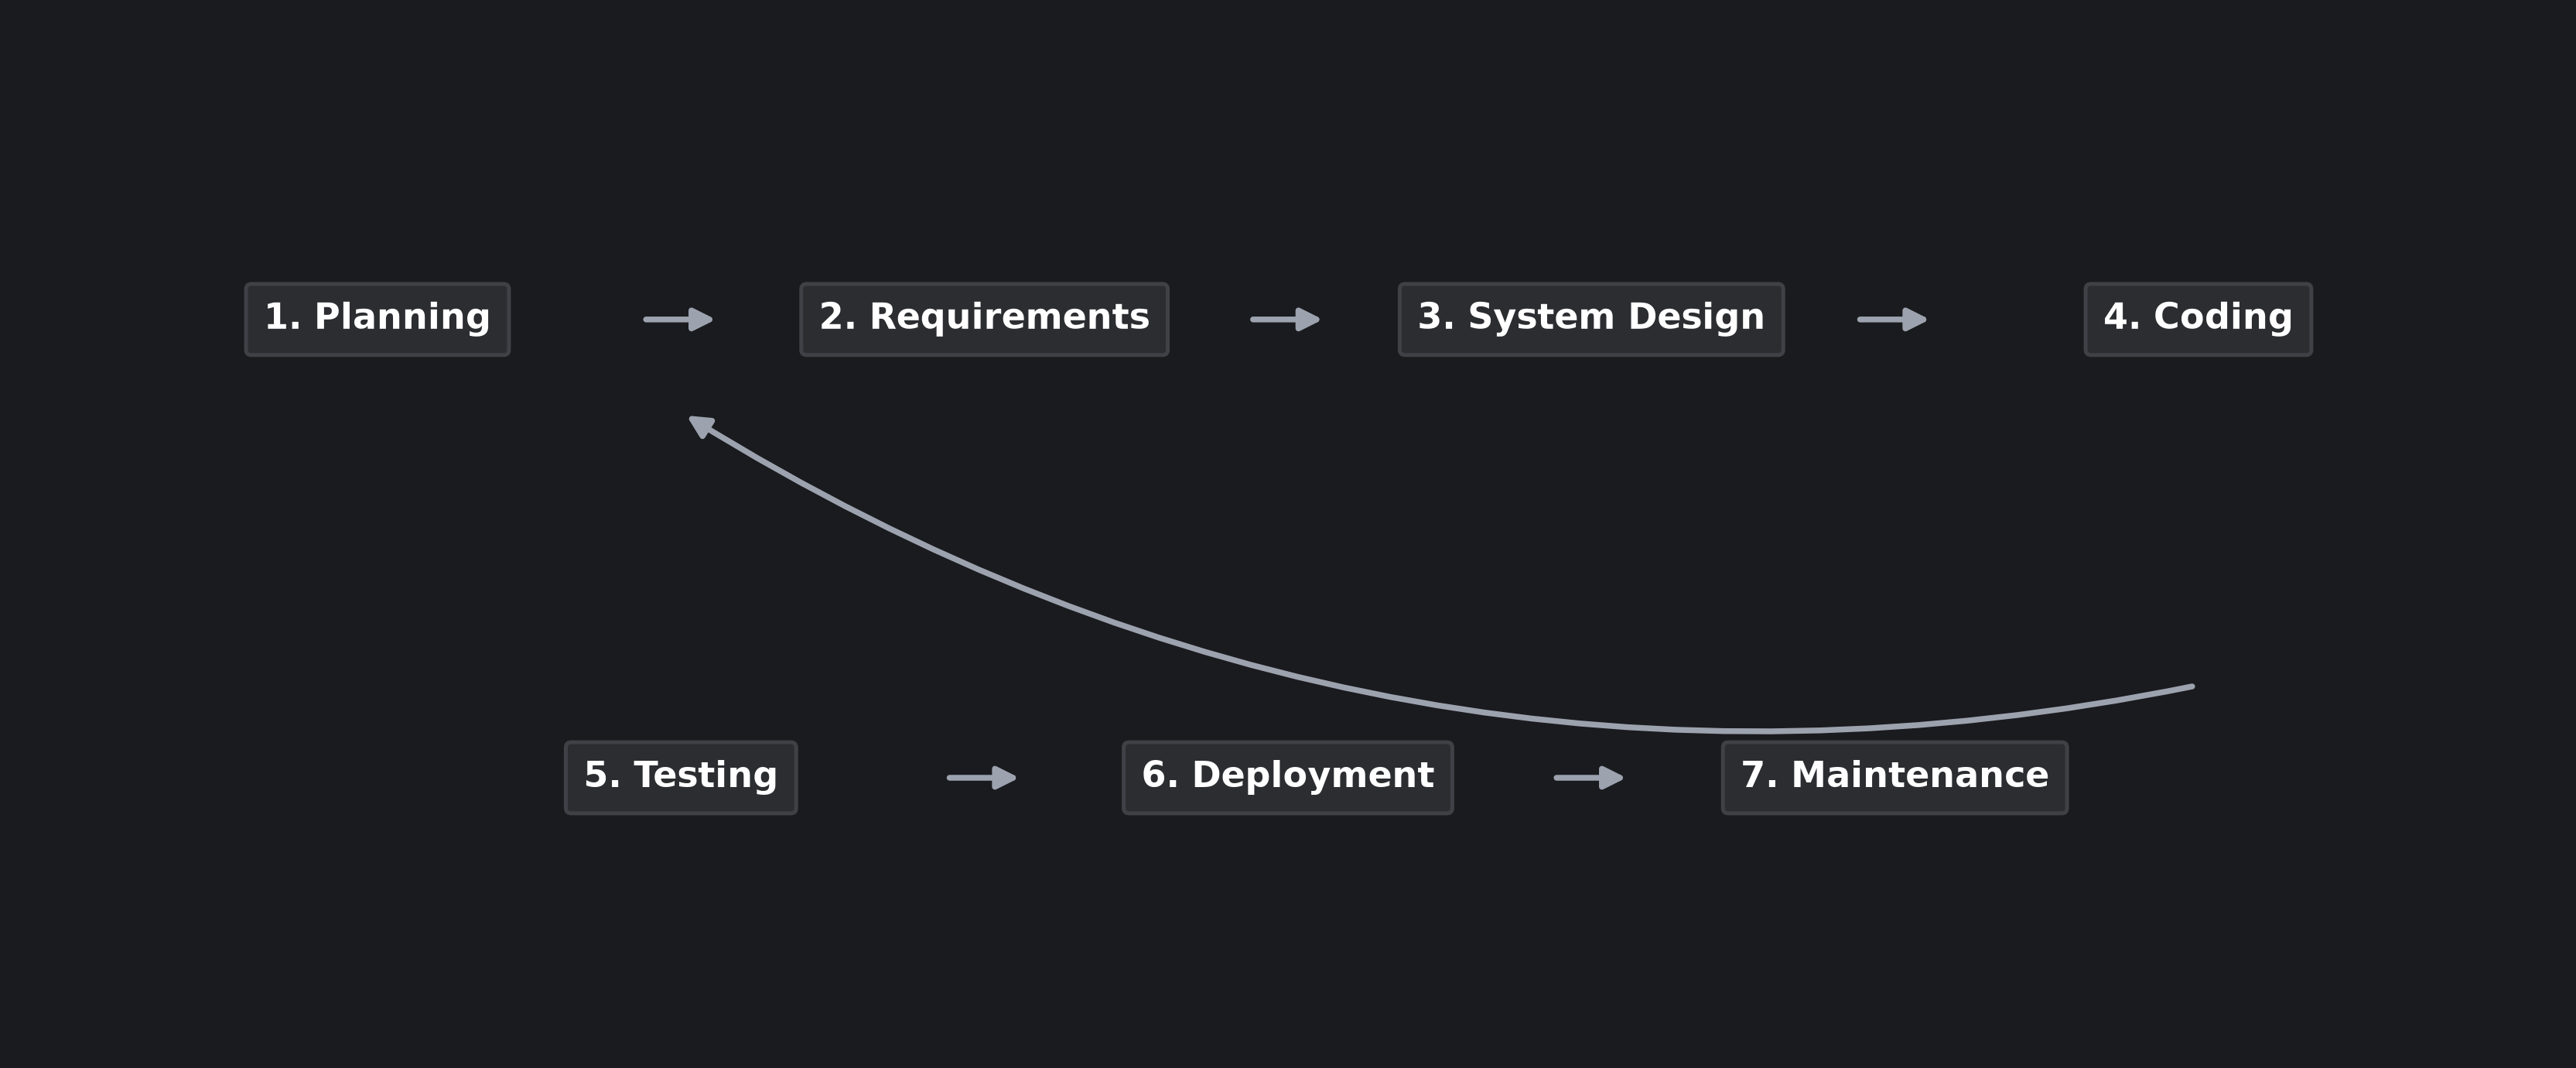 1. Planning
2. Requirements
3. System Design
4. Coding
5. Testing
6. Deployment
7. Maintenance